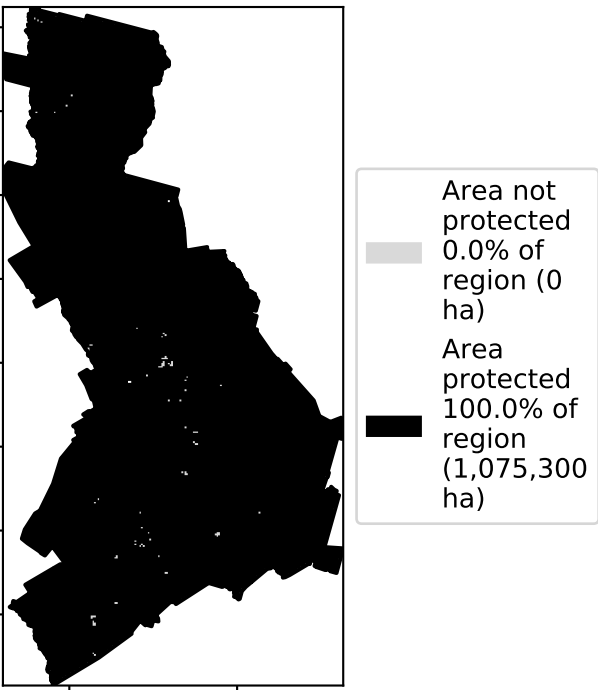 Area not
protected
0.0% of
region (0
ha)
Area
protected
100.0% of
region
(1,075,300
ha)